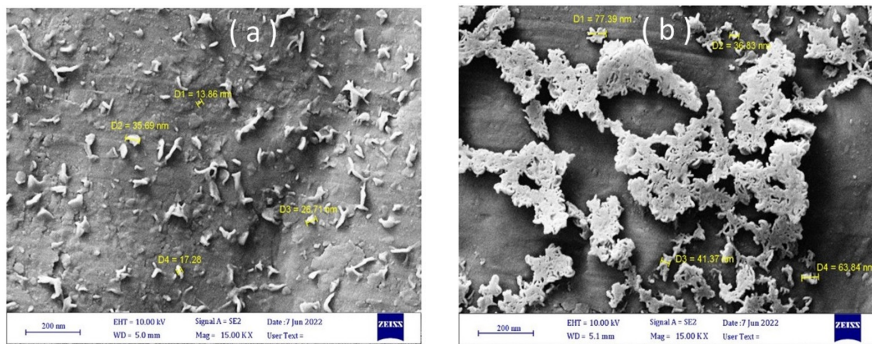 ( a )
D1 = 13.86 nm
D2 = 35.69 nm
D3 = 26.71 nm
D4 = 17.28
200 nm
EHT = 10.00 kV
WD = 5.0 mm
Signal A = SE2
Mag = 15.00 KX
Date :7 Jun 2022
User Text =
ZEISS
( b )
D1 = 77.39 nm
D2 = 36.83 nm
D3 = 41.37 nm
D4 = 63.84 nm
200 nm
EHT = 10.00 kV
WD = 5.1 mm
Signal A = SE2
Mag = 15.00 KX
Date :7 Jun 2022
User Text =
ZEISS